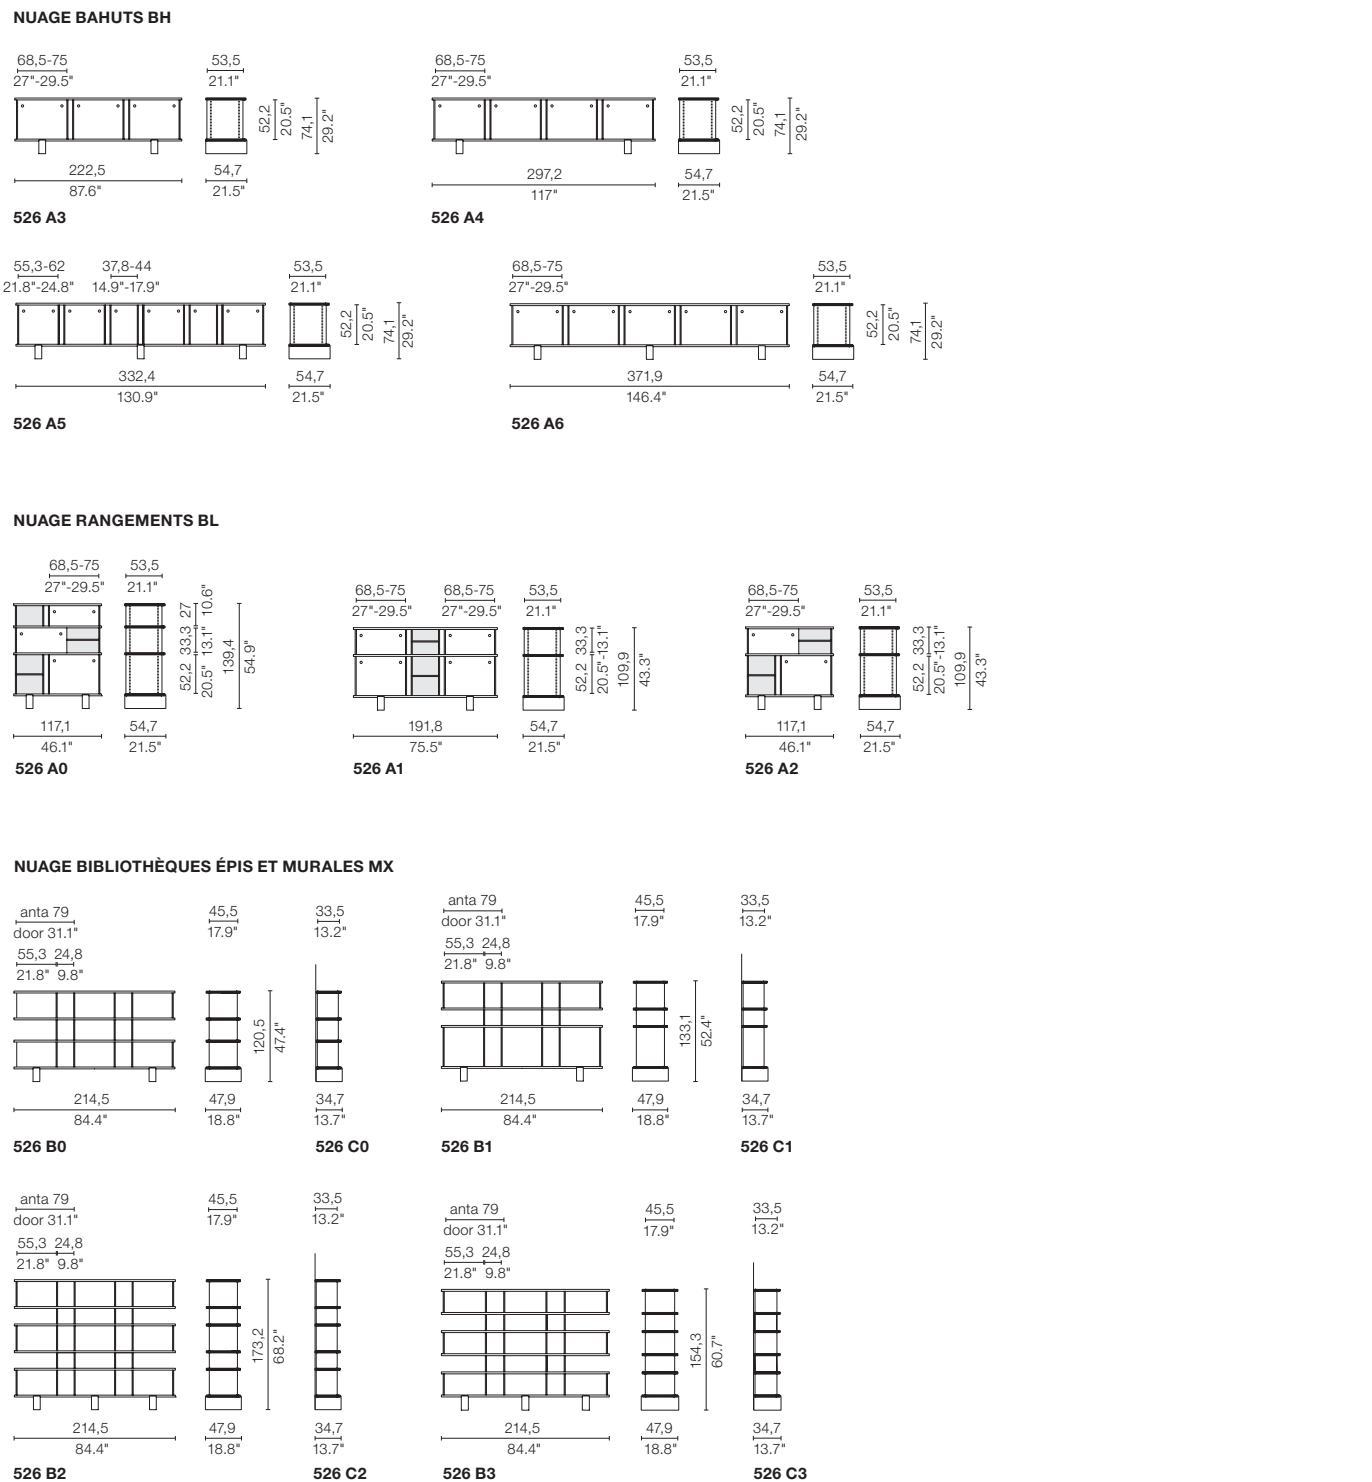 NUAGE BAHUTS BH
68,5-75 53,5 68,5-75 53,5
27"-29.5" 21.1" 27"-29.5" 21.1"
52,2 20.5" 74,1 29.2" 52,2 20.5" 74,1 29.2"
222,5 54,7 297,2 54,7
87.6" 21.5" 117" 21.5"
526 A3 526 A4
55,3-62 37,8-44 53,5 68,5-75 53,5
21.8"-24.8" 14.9"-17.9" 21.1" 27"-29.5" 21.1"
52,2 20.5" 74,1 29.2" 52,2 20.5" 74,1 29.2"
332,4 54,7 371,9 54,7
130.9" 21.5" 146.4" 21.5"
526 A5 526 A6
NUAGE RANGEMENTS BL
68,5-75 53,5
27"-29.5" 21.1"
68,5-75 68,5-75 53,5 68,5-75 53,5
27"-29.5" 27"-29.5" 21.1" 27"-29.5" 21.1"
52,2 33,3 27 20.5" 13.1" 10.6" 139,4 54.9"
52,2 33,3 20.5"-13.1" 109,9 43.3"
52,2 33,3 20.5"-13.1" 109,9 43.3"
117,1 54,7 191,8 54,7 117,1 54,7
46.1" 21.5" 75.5" 21.5" 46.1" 21.5"
526 A0 526 A1 526 A2
NUAGE BIBLIOTHÈQUES ÉPIS ET MURALES MX
anta 79 45,5 33,5 anta 79 45,5 33,5
door 31.1" 17.9" 13.2" door 31.1" 17.9" 13.2"
55,3 24,8 55,3 24,8
21.8" 9.8" 21.8" 9.8"
120,5 47.4" 133,1 52.4"
214,5 47,9 34,7 214,5 47,9 34,7
84.4" 18.8" 13.7" 84.4" 18.8" 13.7"
526 B0 526 C0 526 B1 526 C1
anta 79 45,5 33,5 anta 79 45,5 33,5
door 31.1" 17.9" 13.2" door 31.1" 17.9" 13.2"
55,3 24,8 55,3 24,8
21.8" 9.8" 21.8" 9.8"
173,2 68.2" 154,3 60.7"
214,5 47,9 34,7 214,5 47,9 34,7
84.4" 18.8" 13.7" 84.4" 18.8" 13.7"
526 B2 526 C2 526 B3 526 C3